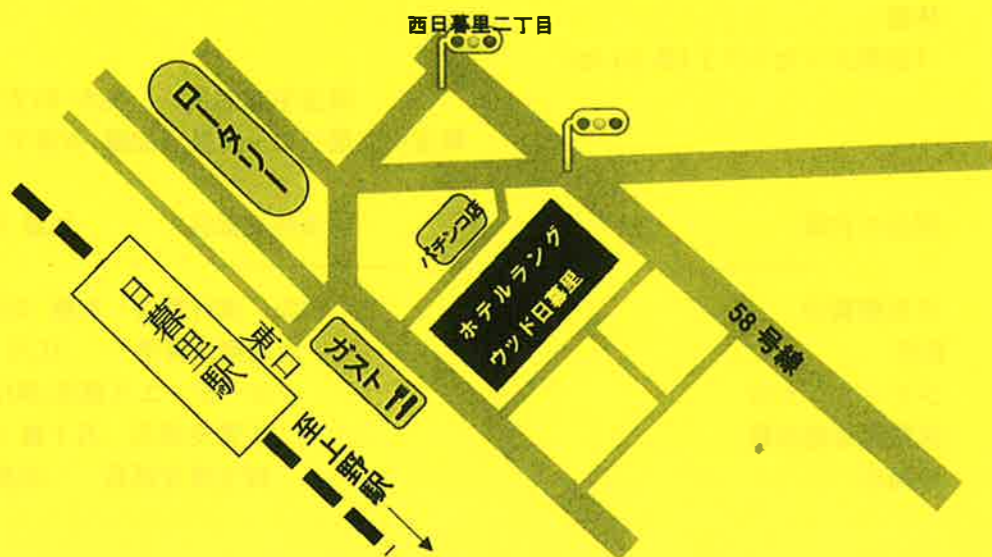 西日暮里二丁目
ロータリー
パチンコ店
ホテルラング
ウッド日暮里
58号線
日暮里駅
東口
ガスト
至上野駅